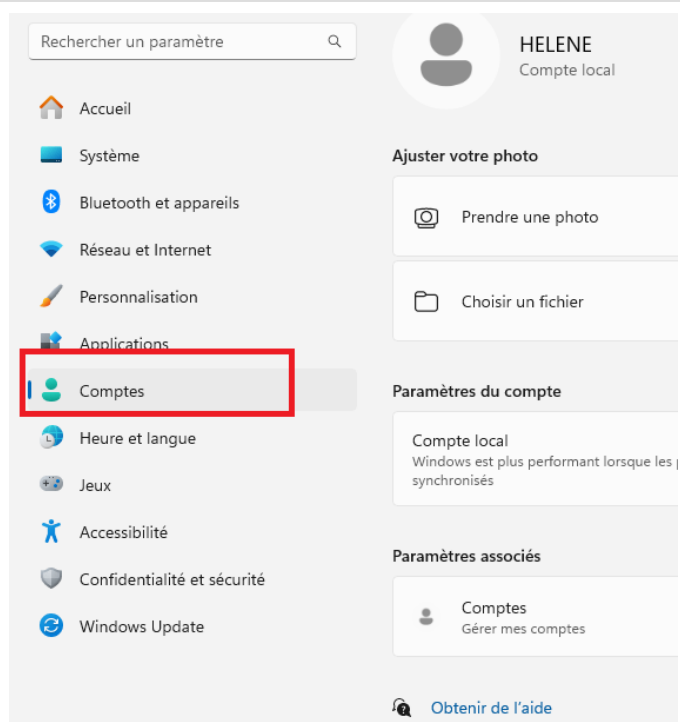 Rechercher un paramètre
Accueil
Système
Bluetooth et appareils
Réseau et Internet
Personnalisation
Applications
Comptes
Heure et langue
Jeux
Accessibilité
Confidentialité et sécurité
Windows Update
HELENE
Compte local
Ajuster votre photo
Prendre une photo
Choisir un fichier
Paramètres du compte
Compte local
Windows est plus performant lorsque les
synchronisés
Paramètres associés
Comptes
Gérer mes comptes
Obtenir de l'aide